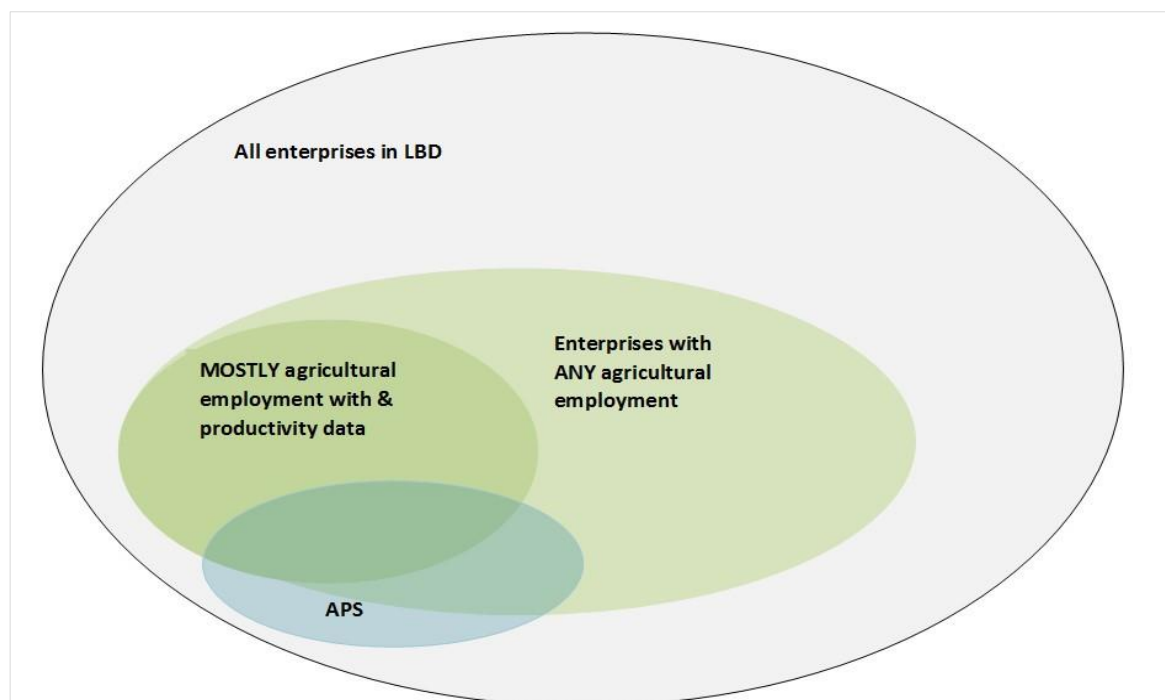 All enterprises in LBD
Enterprises with
ANY agricultural
employment
MOSTLY agricultural
employment with &
productivity data
APS